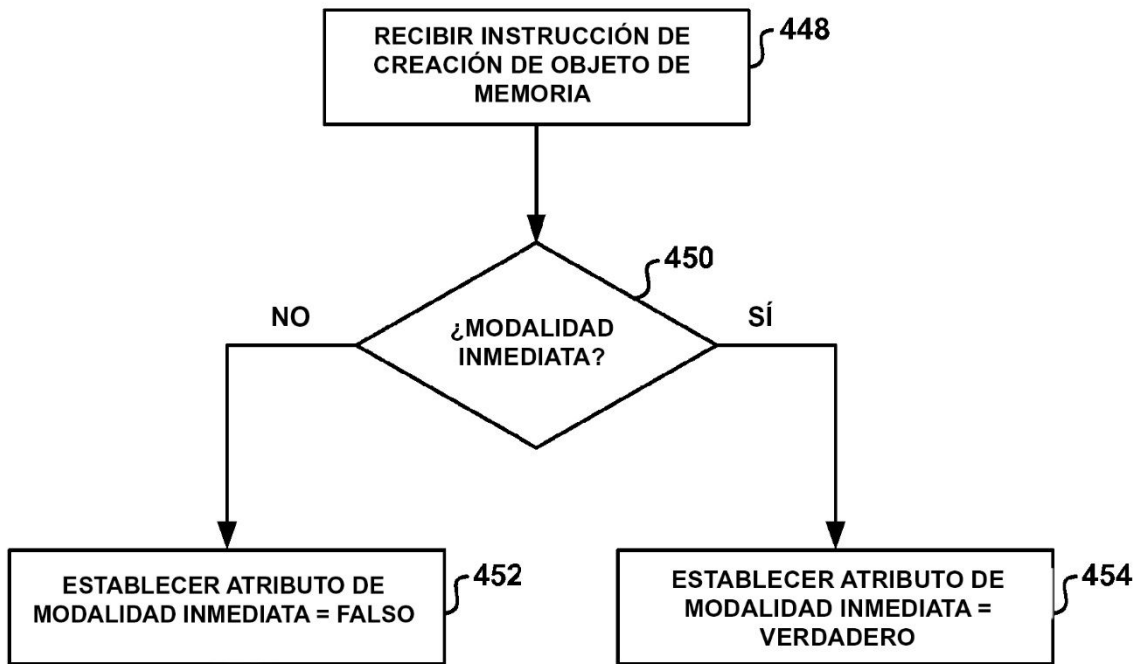 RECIBIR INSTRUCCIÓN DE
CREACIÓN DE OBJETO DE
MEMORIA
448
450
NO
¿MODALIDAD
INMEDIATA?
SÍ
ESTABLECER ATRIBUTO DE
MODALIDAD INMEDIATA = FALSO
452
ESTABLECER ATRIBUTO DE
MODALIDAD INMEDIATA =
VERDADERO
454